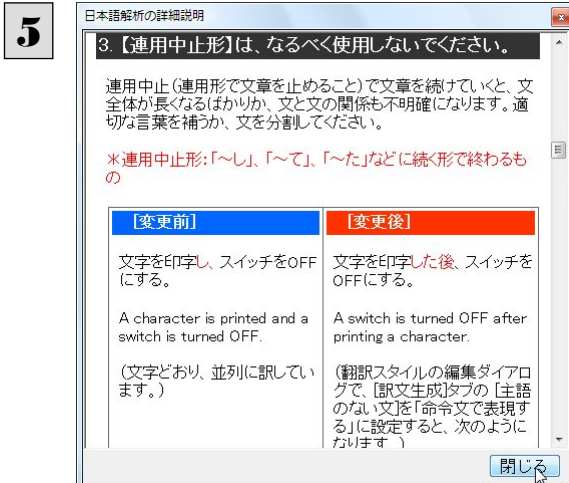 5
日本語解析の詳細説明
3.【連用中止形】は、なるべく使用しないでください。
連用中止(連用形で文章を止めること)で文章を続けていくと、文
全体が長くなるばかりか、文と文の関係も不明確になります。適
切な言葉を補うか、文を分割してください。
*連用中止形:「~し」、「~て」、「~た」などに続く形で終わるも
の
[変更前]
文字を印字し、スイッチをOFF
にする。
A character is printed and a
switch is turned OFF.
(文字どおり、並列に訳してい
ます。)
[変更後]
文字を印字した後、スイッチを
OFFにする。
A switch is turned OFF after
printing a character.
(翻訳スタイルの編集ダイアロ
グで、[訳文生成]タブの [主語
のない文]を「命令文で表現す
る」に設定すると、次のように
なります。)
閉じる